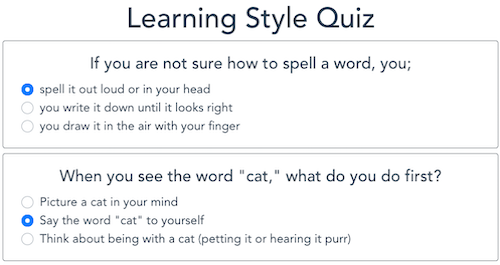 Learning Style Quiz
If you are not sure how to spell a word, you;
spell it out loud or in your head
you write it down until it looks right
you draw it in the air with your finger
When you see the word "cat," what do you do first?
Picture a cat in your mind
Say the word "cat" to yourself
Think about being with a cat (petting it or hearing it purr)